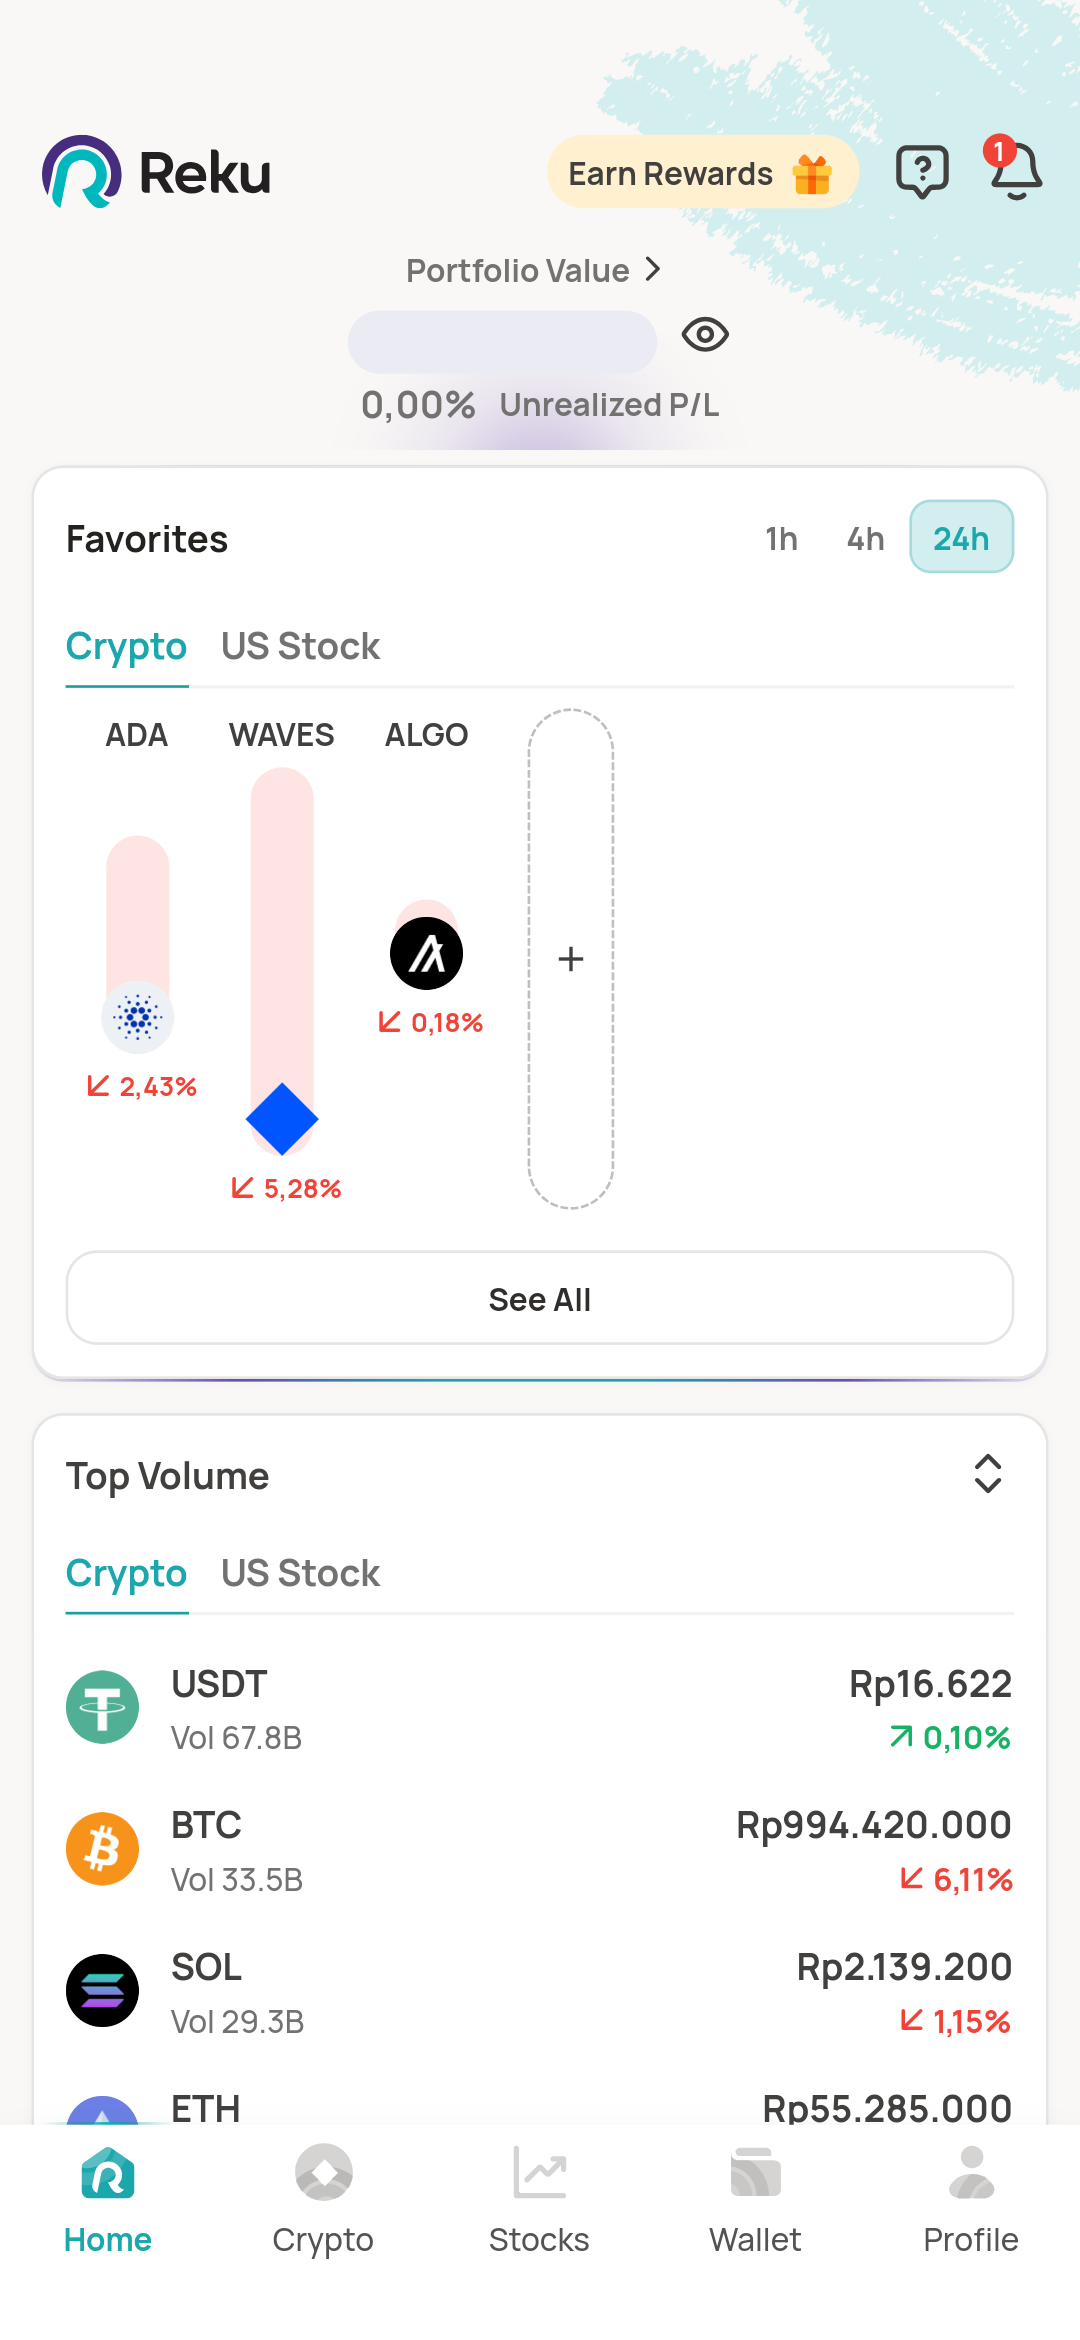 Reku
Earn Rewards
1
Portfolio Value
0,00% Unrealized P/L
Favorites
1h 4h 24h
Crypto US Stock
ADA WAVES ALGO
0,18%
2,43%
5,28%
See All
Top Volume
Crypto US Stock
USDT Rp16.622
Vol 67.8B 0,10%
BTC Rp994.420.000
Vol 33.5B 6,11%
SOL Rp2.139.200
Vol 29.3B 1,15%
ETH Rp55.285.000
Home Crypto Stocks Wallet Profile